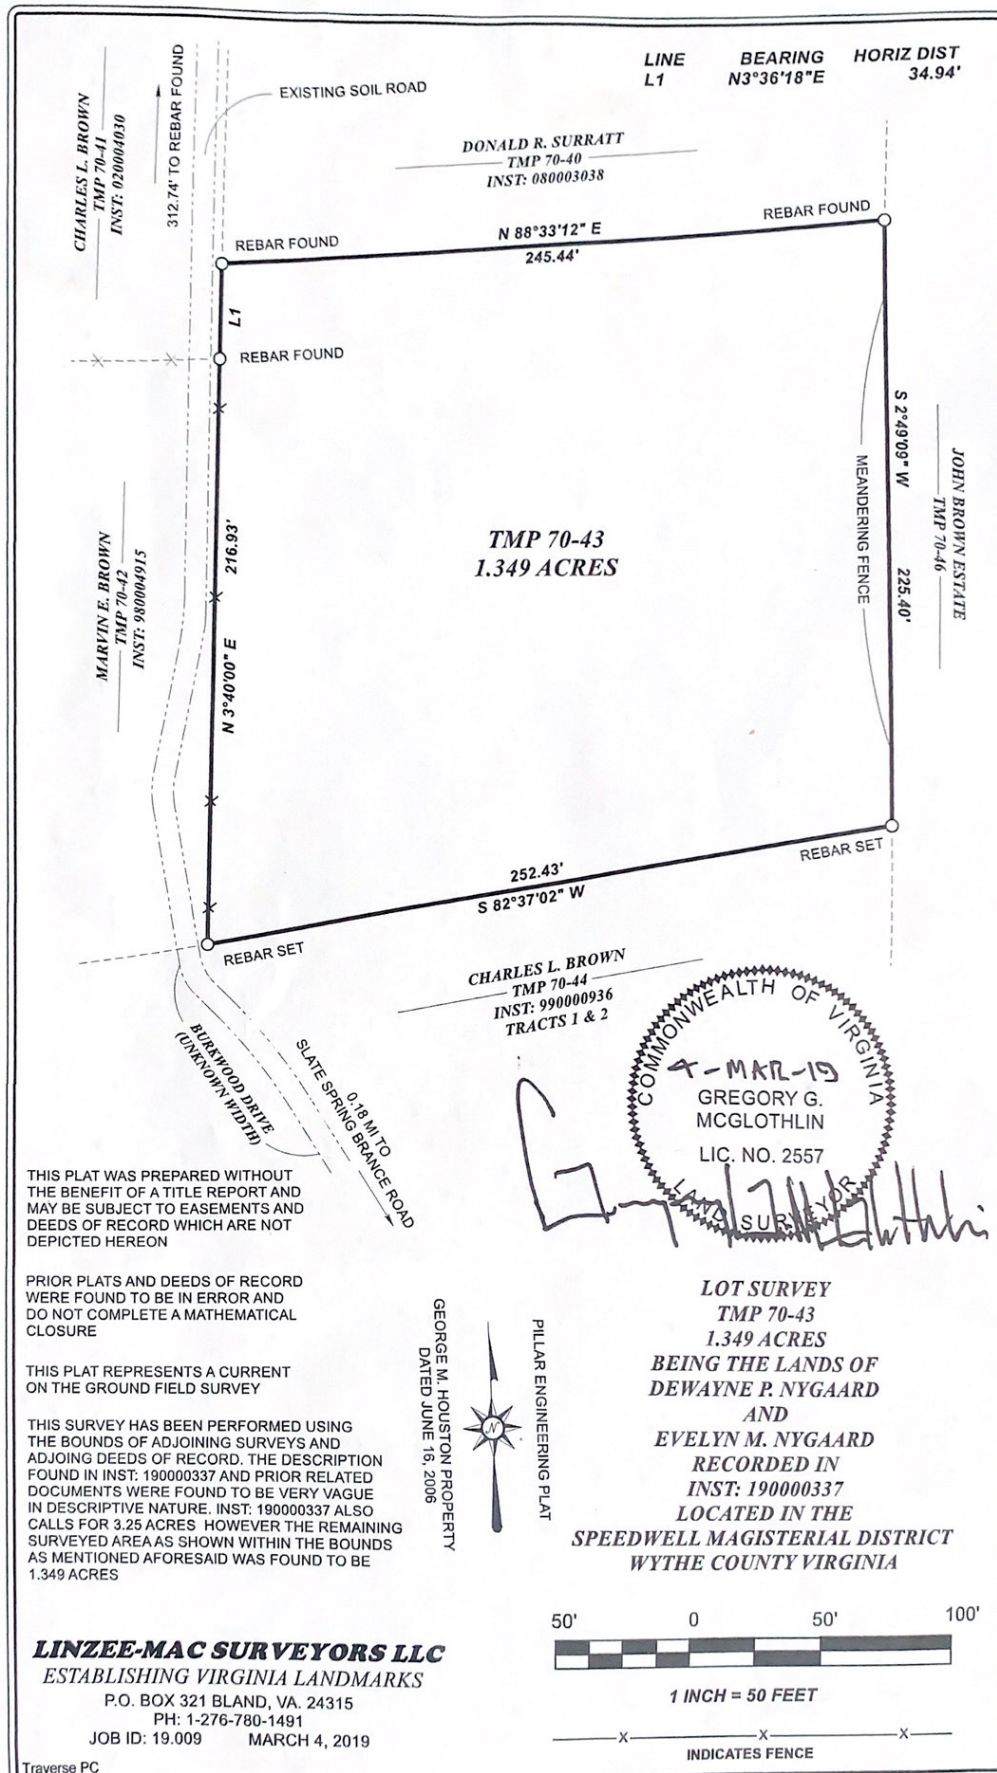 LINE BEARING HORIZ DIST
L1 N3°36'18"E 34.94'
312.74' TO REBAR FOUND
CHARLES L. BROWN
TMP 70-41
INST: 020004030
EXISTING SOIL ROAD
DONALD R. SURRATT
TMP 70-40
INST: 080003038
REBAR FOUND
N 88°33'12" E
245.44'
REBAR FOUND
L1
REBAR FOUND
S 2°49'09" W 225.40'
MEANDERING FENCE
JOHN BROWN ESTATE
TMP 70-46
MARVIN E. BROWN
TMP 70-42
INST: 980004915
N 3°40'00" E 216.93'
TMP 70-43
1.349 ACRES
252.43'
S 82°37'02" W
REBAR SET
REBAR SET
CHARLES L. BROWN
TMP 70-44
INST: 990000936
TRACTS 1 & 2
BURKWOOD DRIVE
(UNKNOWN WIDTH)
0.18 MI TO
SLATE SPRING BRANCE ROAD
COMMONWEALTH OF VIRGINIA
4-MAR-19
GREGORY G.
MCGLOTHLIN
LIC. NO. 2557
LAND SURVEYOR
THIS PLAT WAS PREPARED WITHOUT
THE BENEFIT OF A TITLE REPORT AND
MAY BE SUBJECT TO EASEMENTS AND
DEEDS OF RECORD WHICH ARE NOT
DEPICTED HEREON
PRIOR PLATS AND DEEDS OF RECORD
WERE FOUND TO BE IN ERROR AND
DO NOT COMPLETE A MATHEMATICAL
CLOSURE
THIS PLAT REPRESENTS A CURRENT
ON THE GROUND FIELD SURVEY
THIS SURVEY HAS BEEN PERFORMED USING
THE BOUNDS OF ADJOINING SURVEYS AND
ADJOING DEEDS OF RECORD. THE DESCRIPTION
FOUND IN INST: 190000337 AND PRIOR RELATED
DOCUMENTS WERE FOUND TO BE VERY VAGUE
IN DESCRIPTIVE NATURE. INST: 190000337 ALSO
CALLS FOR 3.25 ACRES HOWEVER THE REMAINING
SURVEYED AREA AS SHOWN WITHIN THE BOUNDS
AS MENTIONED AFORESAID WAS FOUND TO BE
1.349 ACRES
PILLAR ENGINEERING PLAT
GEORGE M. HOUSTON PROPERTY
DATED JUNE 16, 2006
N
LOT SURVEY
TMP 70-43
1.349 ACRES
BEING THE LANDS OF
DEWAYNE P. NYGAARD
AND
EVELYN M. NYGAARD
RECORDED IN
INST: 190000337
LOCATED IN THE
SPEEDWELL MAGISTERIAL DISTRICT
WYTHE COUNTY VIRGINIA
LINZEE-MAC SURVEYORS LLC
ESTABLISHING VIRGINIA LANDMARKS
P.O. BOX 321 BLAND, VA. 24315
PH: 1-276-780-1491
JOB ID: 19.009 MARCH 4, 2019
50' 0 50' 100'
1 INCH = 50 FEET
INDICATES FENCE
Traverse PC